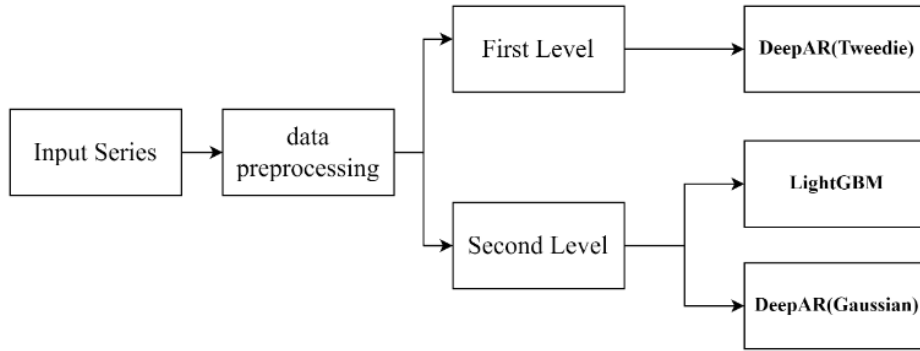 First Level
DeepAR(Tweedie)
Input Series
data
preprocessing
LightGBM
Second Level
DeepAR(Gaussian)